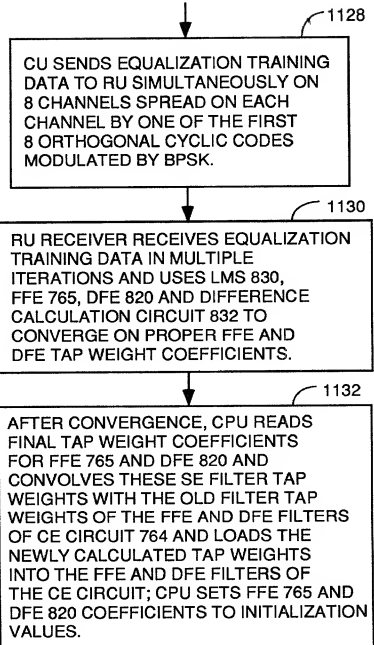 1128
CU SENDS EQUALIZATION TRAINING
DATA TO RU SIMULTANEOUSLY ON
8 CHANNELS SPREAD ON EACH
CHANNEL BY ONE OF THE FIRST
8 ORTHOGONAL CYCLIC CODES
MODULATED BY BPSK.
1130
RU RECEIVER RECEIVES EQUALIZATION
TRAINING DATA IN MULTIPLE
ITERATIONS AND USES LMS 830,
FFE 765, DFE 820 AND DIFFERENCE
CALCULATION CIRCUIT 832 TO
CONVERGE ON PROPER FFE AND
DFE TAP WEIGHT COEFFICIENTS.
1132
AFTER CONVERGENCE, CPU READS
FINAL TAP WEIGHT COEFFICIENTS
FOR FFE 765 AND DFE 820 AND
CONVOLVES THESE SE FILTER TAP
WEIGHTS WITH THE OLD FILTER TAP
WEIGHTS OF THE FFE AND DFE FILTERS
OF CE CIRCUIT 764 AND LOADS THE
NEWLY CALCULATED TAP WEIGHTS
INTO THE FFE AND DFE FILTERS OF
THE CE CIRCUIT; CPU SETS FFE 765 AND
DFE 820 COEFFICIENTS TO INITIALIZATION
VALUES.